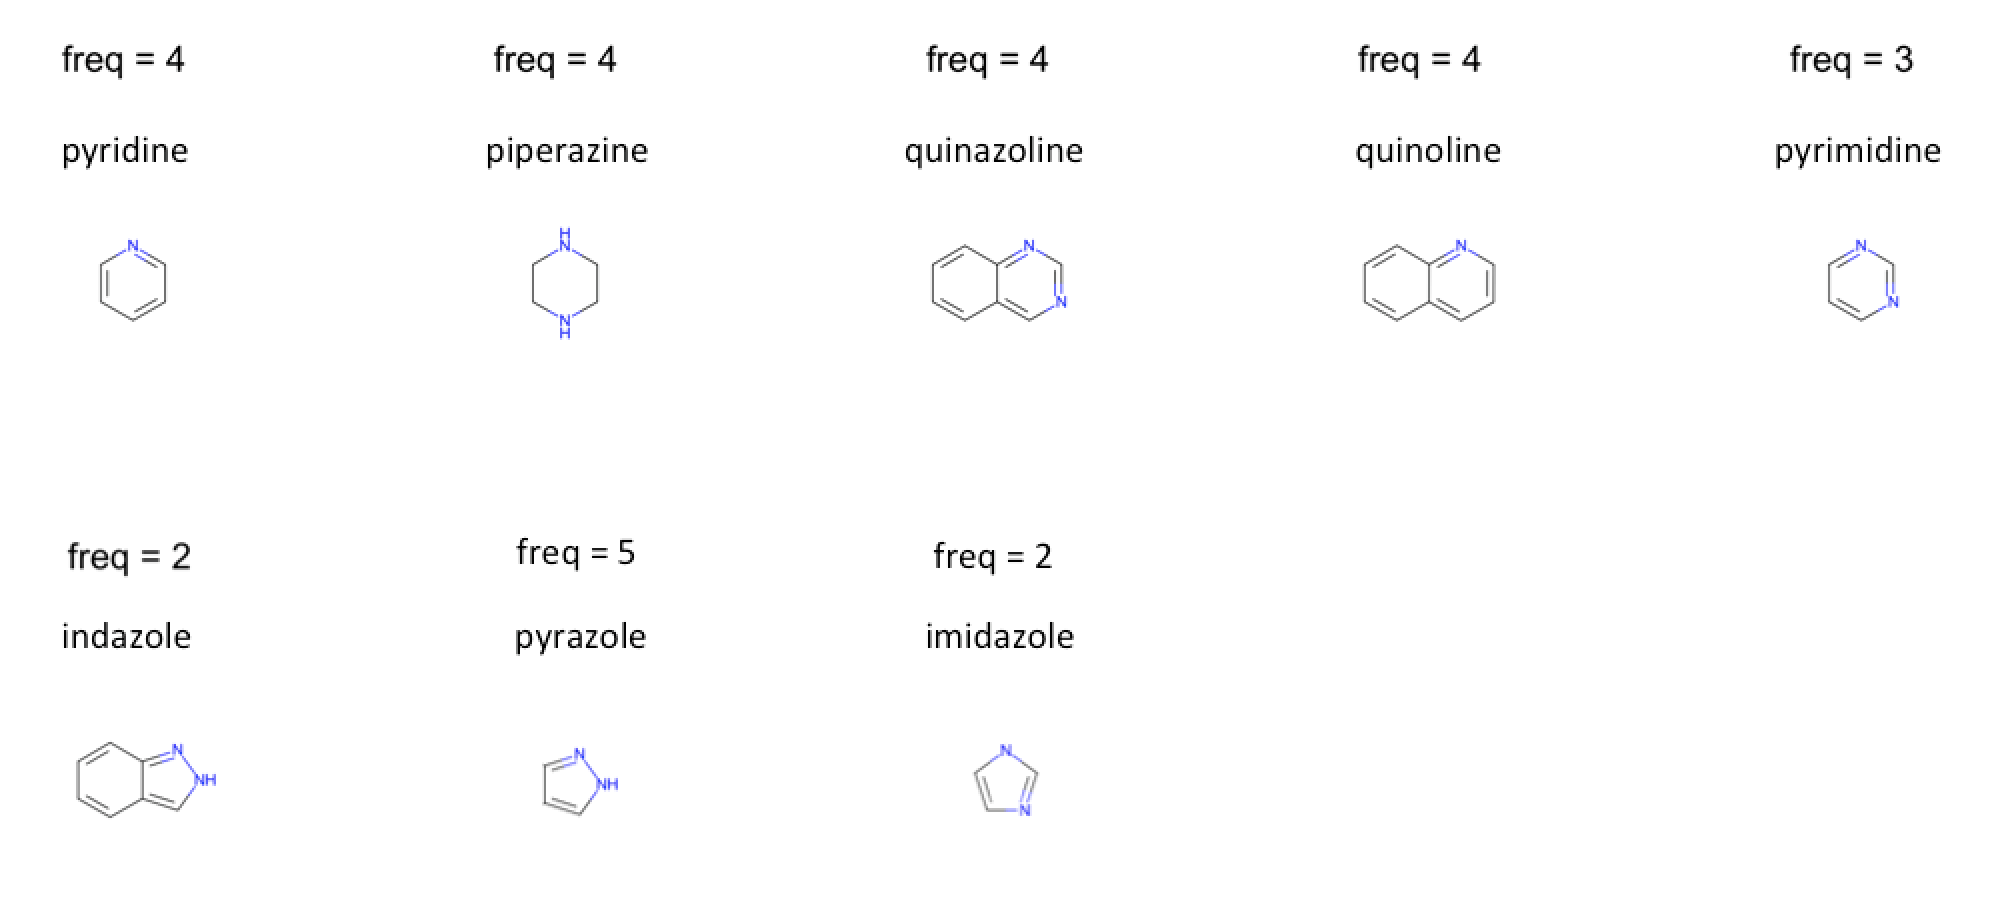 freq = 4 freq = 4 freq = 4 freq = 4 freq = 3
pyridine piperazine quinazoline quinoline pyrimidine
N H N N N N
N H N N
freq = 2 freq = 5 freq = 2
indazole pyrazole imidazole
N NH N NH N N